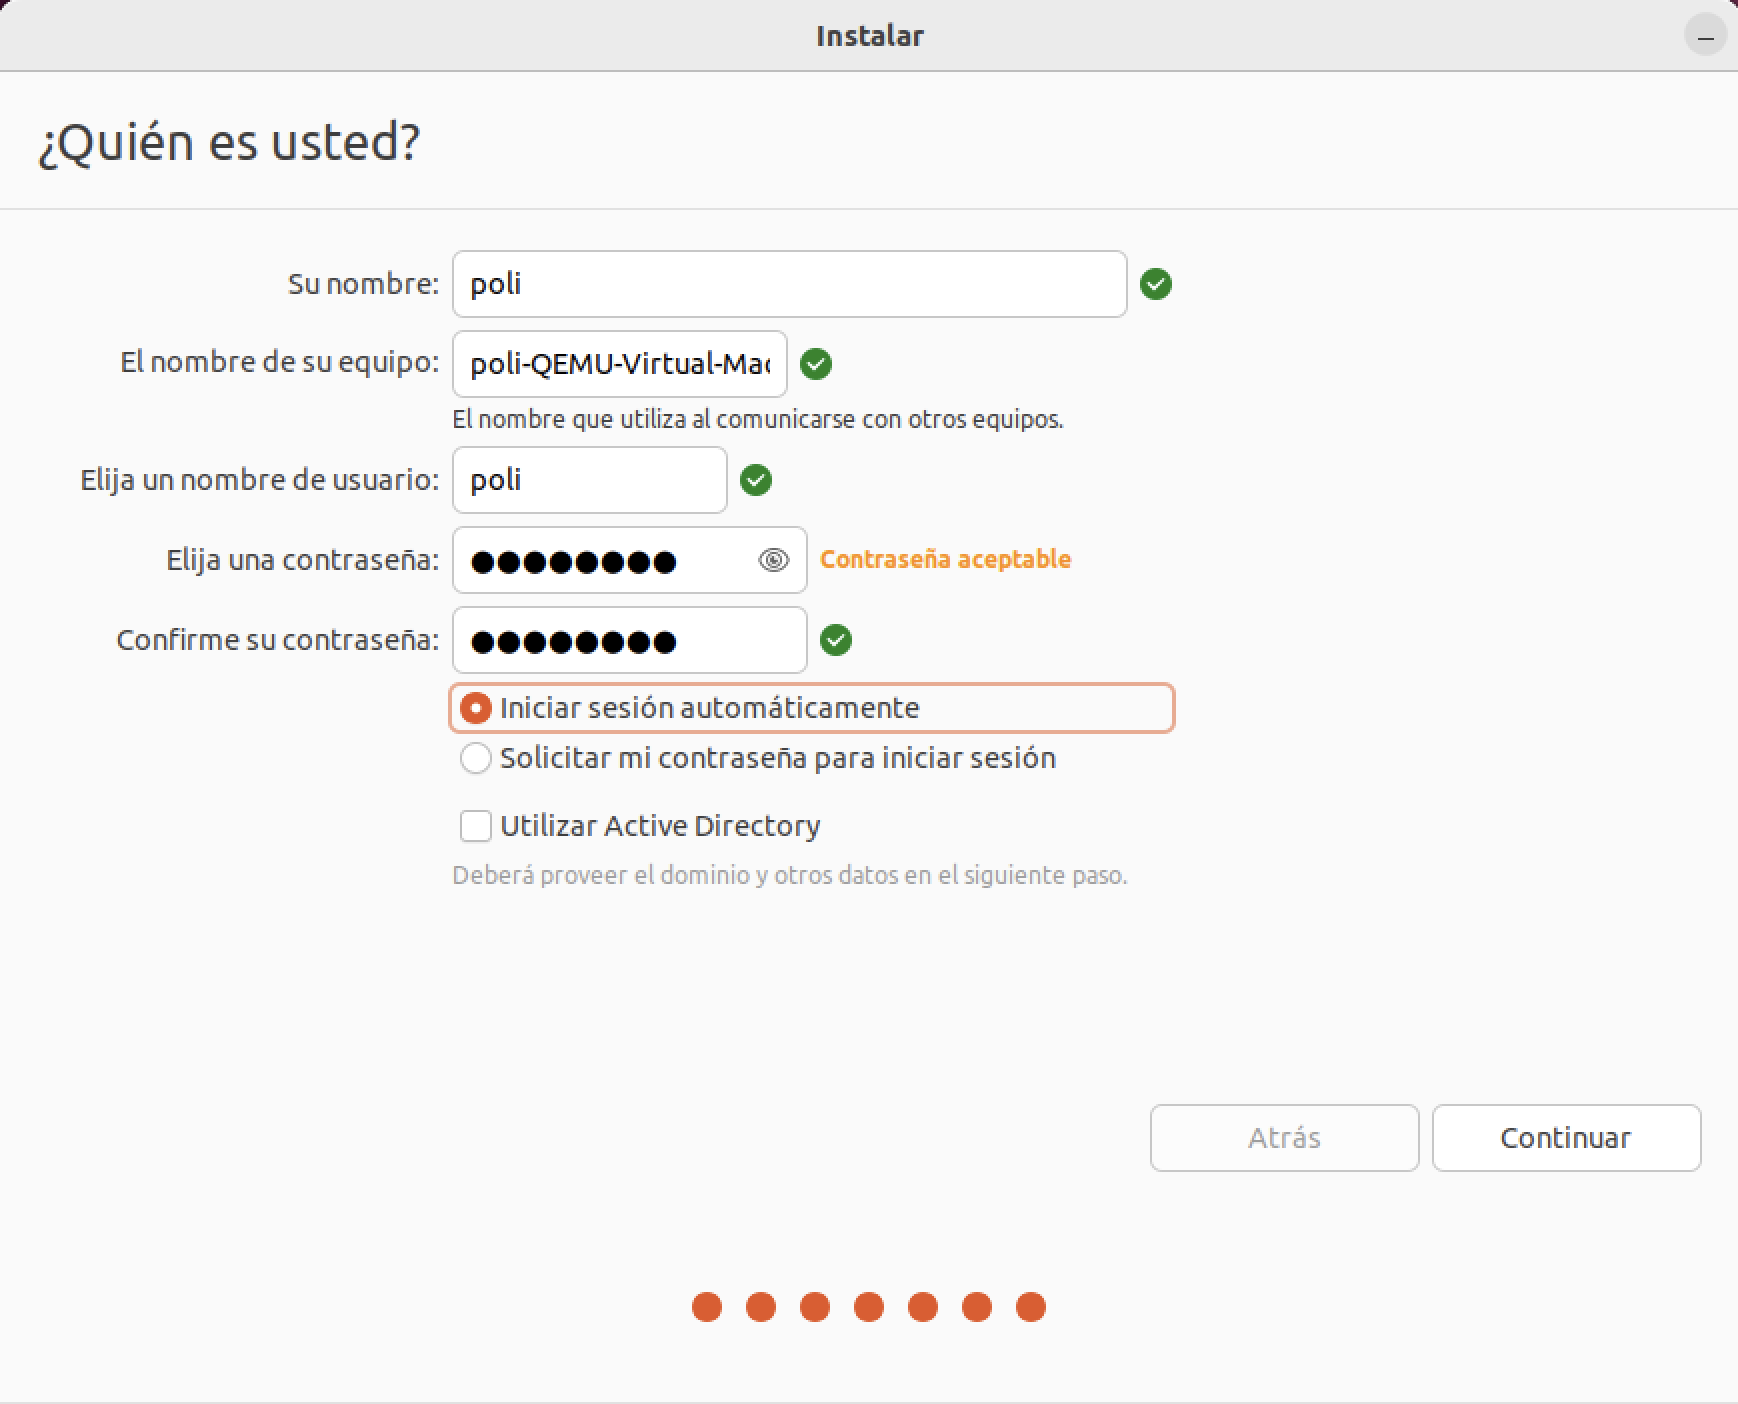 Instalar
¿Quién es usted?
Su nombre: poli
El nombre de su equipo: poli-QEMU-Virtual-Mac
El nombre que utiliza al comunicarse con otros equipos.
Elija un nombre de usuario: poli
Elija una contraseña: ●●●●●●●● Contraseña aceptable
Confirme su contraseña: ●●●●●●●●
Iniciar sesión automáticamente
Solicitar mi contraseña para iniciar sesión
Utilizar Active Directory
Deberá proveer el dominio y otros datos en el siguiente paso.
Atrás Continuar